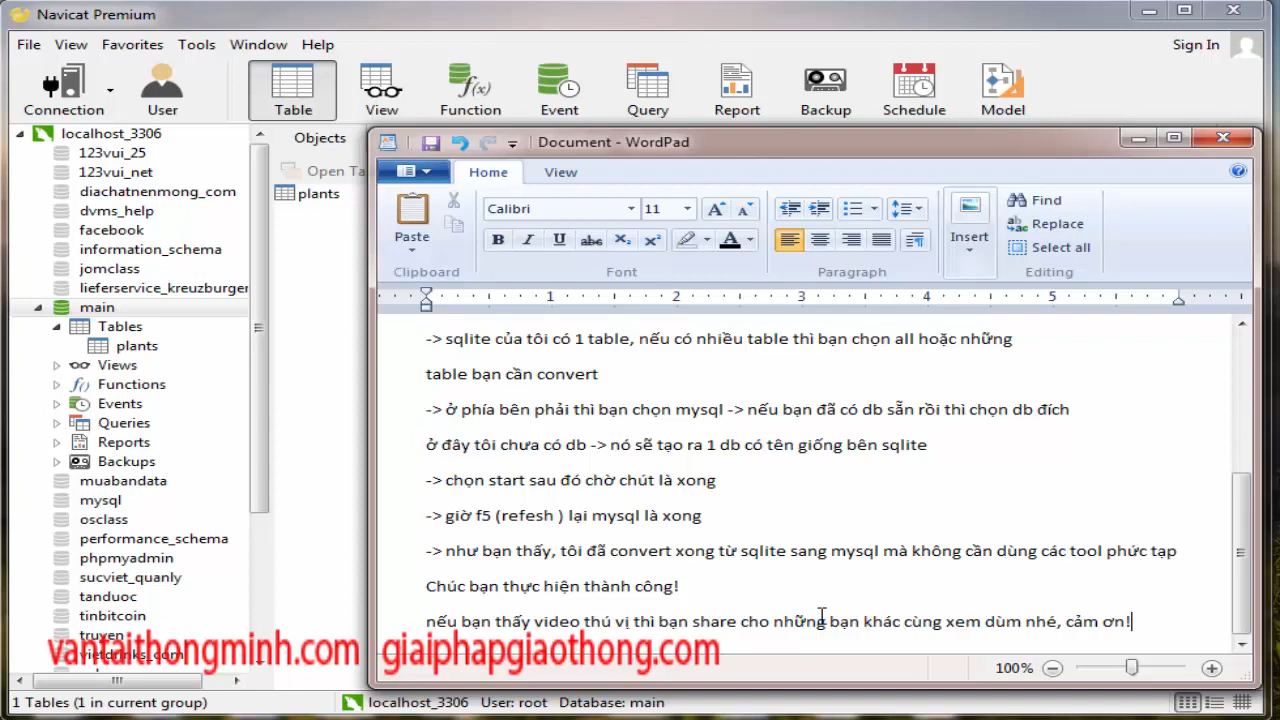 Navicat Premium
File View Favorites Tools Window Help
Sign In
Connection User Table View Function Event Query Report Backup Schedule Model
localhost_3306
123vui_25
123vui_net
diachatnenmong_com
dvms_help
facebook
information_schema
jomclass
lieferservice_kreuzburger
main
Tables
plants
Views
Functions
Events
Queries
Reports
Backups
muabandata
mysql
osclass
performance_schema
phpmyadmin
sucviet_quanly
tanduoc
tinbitcoin
truyen
vietdrinks_com
Objects
Open Ta
plants
Document - WordPad
Home View
Paste
Clipboard
Calibri 11
Font
Paragraph
Insert
Find
Replace
Select all
Editing
1 2 3 4 5
-> sqlite của tôi có 1 table, nếu có nhiều table thì bạn chọn all hoặc những
table bạn cần convert
-> ở phía bên phải thì bạn chọn mysql -> nếu bạn đã có db sẵn rồi thì chọn db đích
ở đây tôi chưa có db -> nó sẽ tạo ra 1 db có tên giống bên sqlite
-> chọn start sau đó chờ chút là xong
-> giờ f5 (refesh ) lại mysql là xong
-> như bạn thấy, tôi đã convert xong từ sqlite sang mysql mà không cần dùng các tool phức tạp
Chúc bạn thực hiện thành công!
nếu bạn thấy video thú vị thì bạn share cho những bạn khác cùng xem dùm nhé, cảm ơn!
100%
vantaithongminh.com giaiphapgiaothong.com
1 Tables (1 in current group) localhost_3306 User: root Database: main